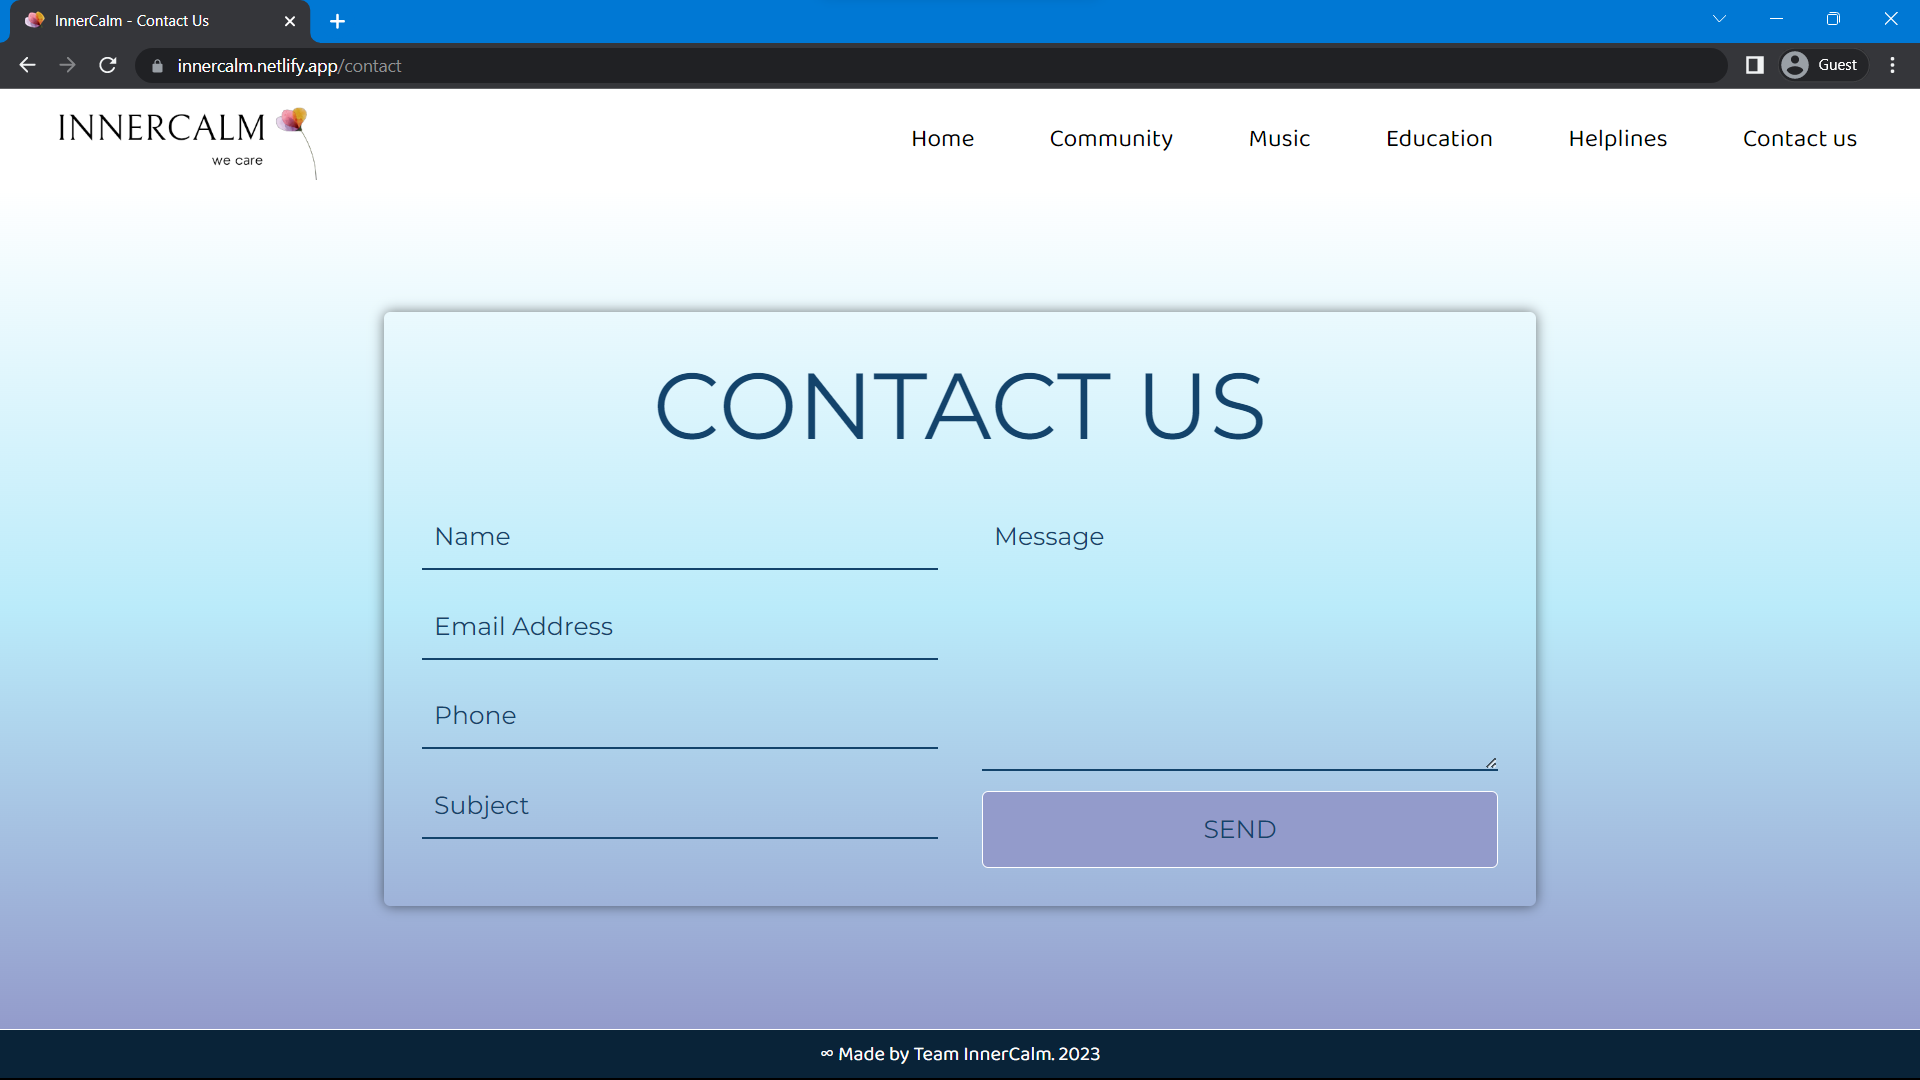 InnerCalm - Contact Us
innercalm.netlify.app/contact
Guest
INNERCALM
we care
Home Community Music Education Helplines Contact us
CONTACT US
Name
Email Address
Phone
Subject
Message
SEND
∞ Made by Team InnerCalm. 2023